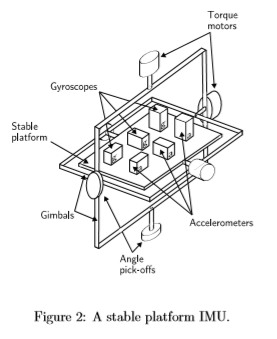 Torque
motors
Gyroscopes
Stable
platform
Gimbals
Accelerometers
Angle
pick-offs
Figure 2: A stable platform IMU.